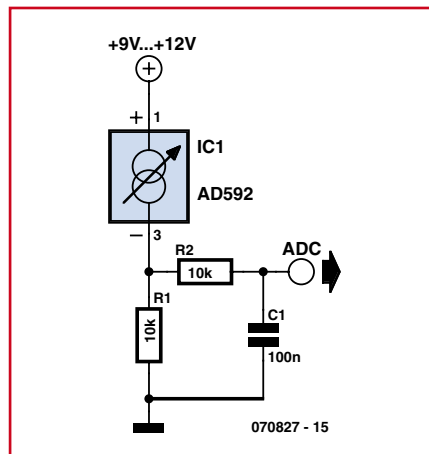 +9V...+12V
+
+ 1
IC1
AD592
− 3
R2
ADC
10k
R1
10k
C1
100n
070827 - 15